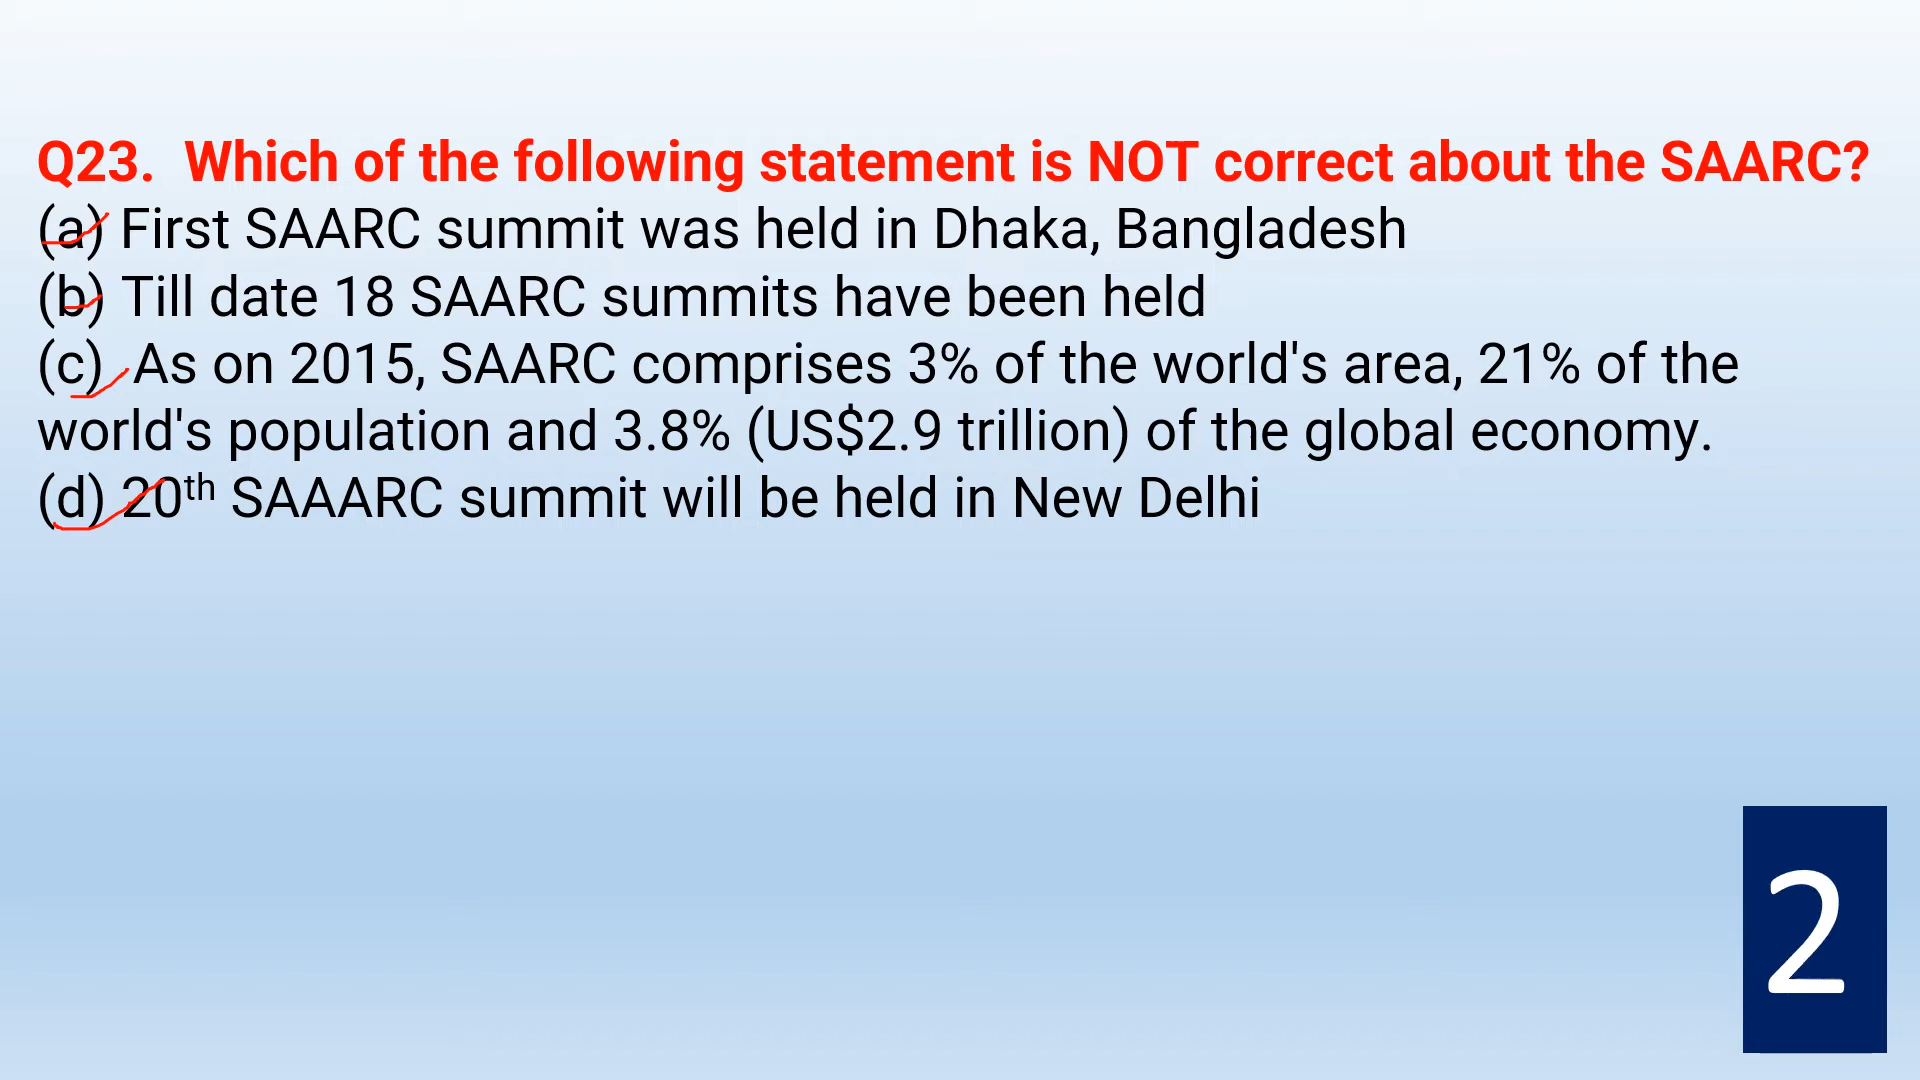 Q23.  Which of the following statement is NOT correct about the SAARC?
(a) First SAARC summit was held in Dhaka, Bangladesh
(b) Till date 18 SAARC summits have been held
(c) As on 2015, SAARC comprises 3% of the world's area, 21% of the
world's population and 3.8% (US$2.9 trillion) of the global economy.
(d) 20th SAAARC summit will be held in New Delhi
2